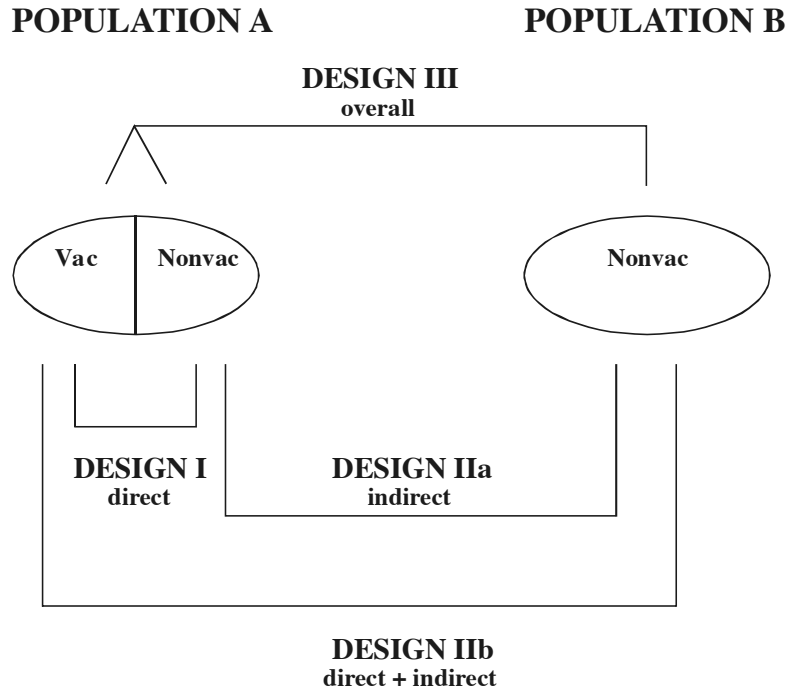 POPULATION A
POPULATION B
DESIGN III
overall
Vac
Nonvac
Nonvac
DESIGN I
direct
DESIGN IIa
indirect
DESIGN IIb
direct + indirect